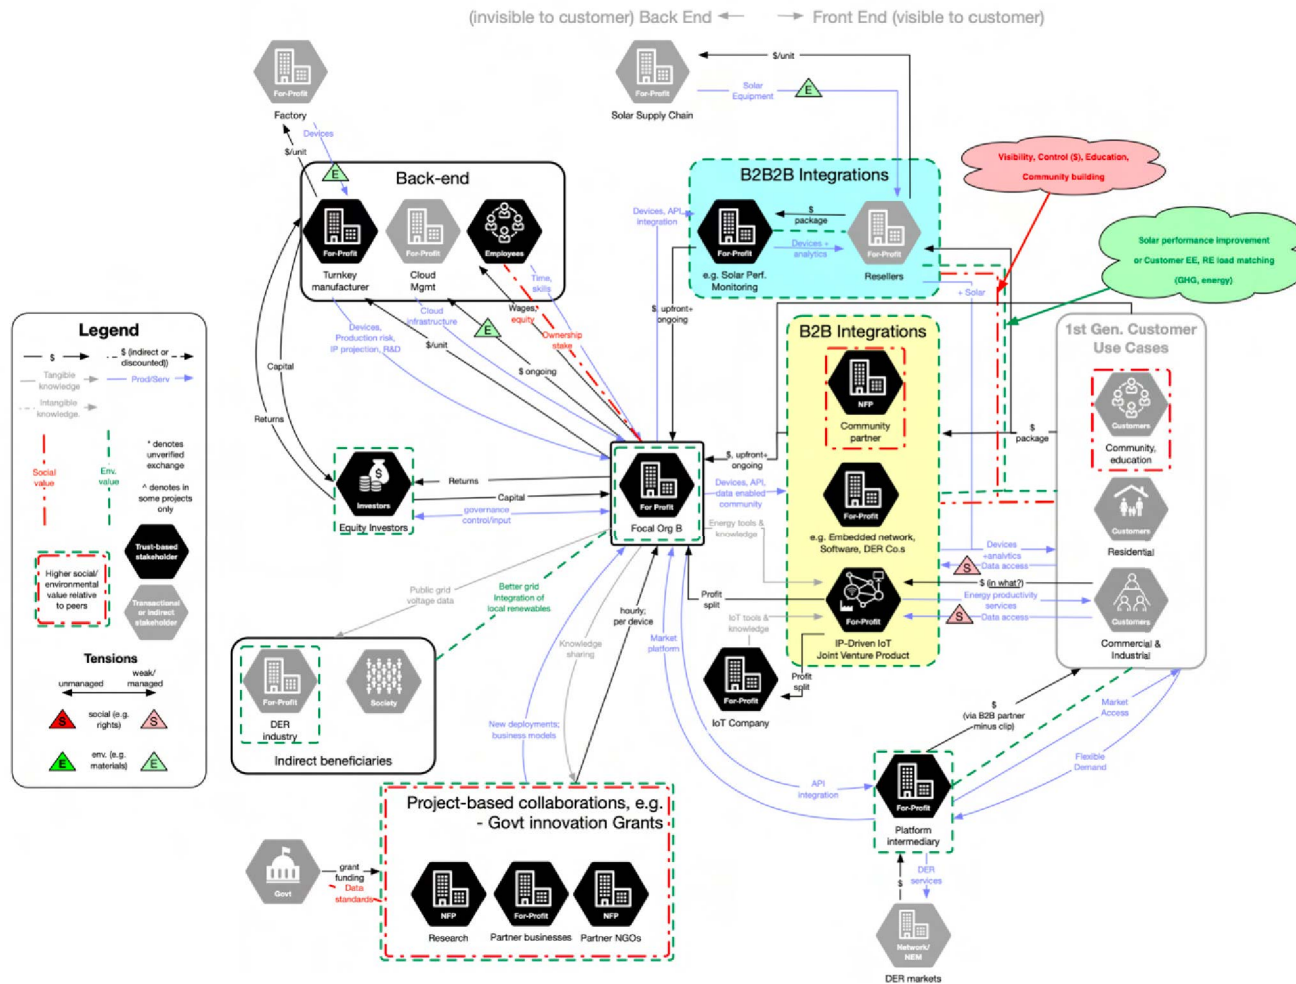 (invisible to customer) Back End
Front End (visible to customer)
For-Profit
Factory
Devices
$/unit
E
For-Profit
Solar Supply Chain
$/unit
Solar
Equipment
E
Visibility, Control ($), Education,
Community building
Solar performance improvement
or Customer EE, RE load matching
(GHG, energy)
Back-end
For-Profit
Turnkey
manufacturer
For-Profit
Cloud
Mgmt
Employees
Cloud
infrastructure
Time,
skills
Wages,
equity
Ownership
stake
E
Devices,
Production risk,
IP projection, R&D
$/unit
$ ongoing
Capital
Returns
B2B2B Integrations
Devices, API,
integration
For-Profit
e.g. Solar Perf.
Monitoring
$
package
Devices +
analytics
For-Profit
Resellers
+ Solar
$, upfront+
ongoing
B2B Integrations
NFP
Community
partner
For-Profit
e.g. Embedded network,
Software, DER Co.s
For-Profit
IP-Driven IoT
Joint Venture Product
1st Gen. Customer
Use Cases
Customers
Community,
education
Customers
Residential
Customers
Commercial &
Industrial
$
package
$, upfront+
ongoing
Devices, API,
data enabled
community
Energy tools &
knowledge
Devices
+analytics
Data access
S
$ (in what?)
Energy productivity
services
Data access
S
Profit
split
IoT tools &
knowledge
Profit
split
For-Profit
IoT Company
Investors
Equity Investors
Returns
Capital
governance
control/input
For Profit
Focal Org B
Public grid
voltage data
Better grid
Integration of
local renewables
hourly;
per device
Knowledge
sharing
Market
platform
New deployments;
business models
For-Profit
DER
industry
Society
Indirect beneficiaries
Project-based collaborations, e.g.
- Govt innovation Grants
NFP
Research
For-Profit
Partner businesses
NFP
Partner NGOs
Govt
grant
funding
Data
standards
API
integration
For-Profit
Platform
intermediary
$
(via B2B partner
minus clip)
Market
Access
Flexible
Demand
$
DER
services
Network/
NEM
DER markets
Legend
$
$ (indirect or
discounted))
Tangible
knowledge
Prod/Serv
Intangible
knowledge.
Social
value
Env.
value
* denotes
unverified
exchange
^ denotes in
some projects
only
Higher social/
environmental
value relative
to peers
Trust-based
stakeholder
Transactional
or indirect
stakeholder
Tensions
unmanaged
weak/
managed
S
social (e.g.
rights)
S
E
env. (e.g.
materials)
E